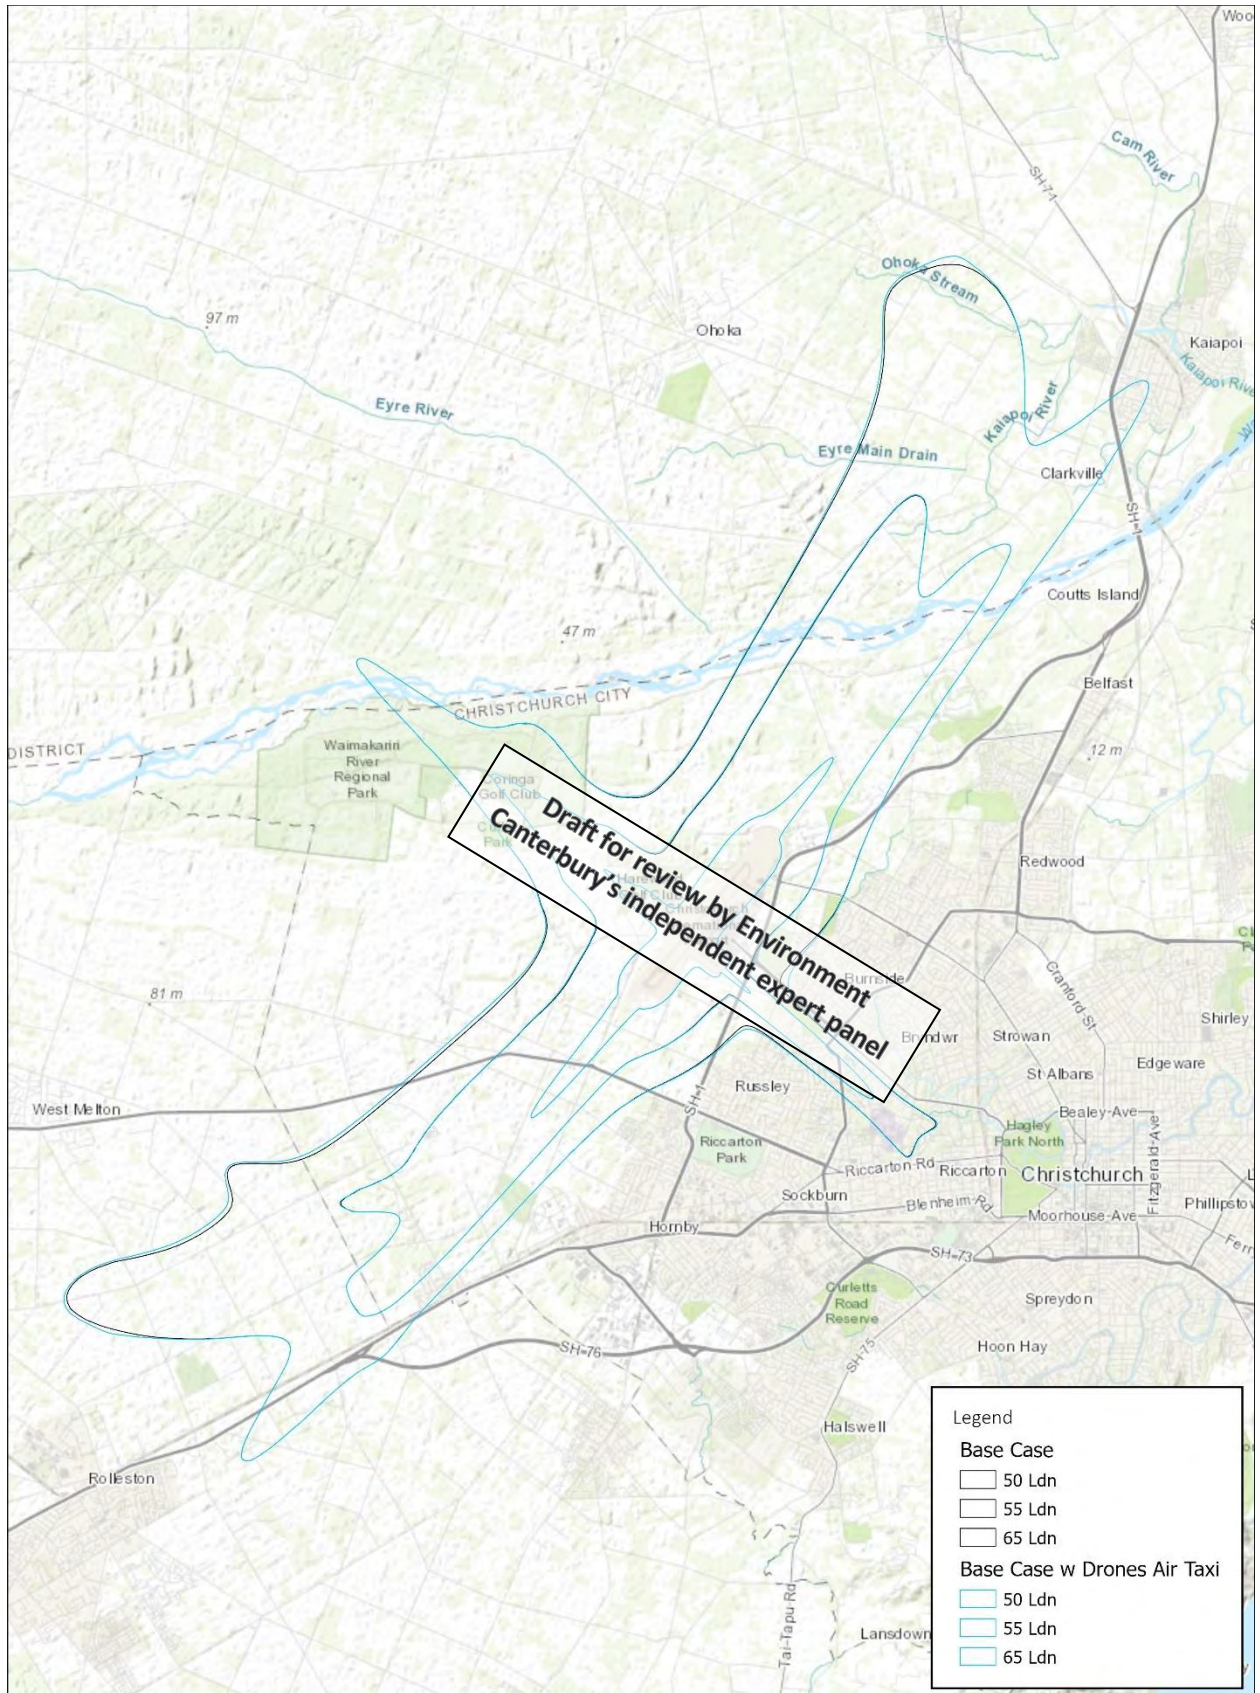 Woo
Cam River
SH-71
Ohoka Stream
97 m
Ohoka
Kaiapoi
Kaiapoi Rive
Eyre River
Kaiapoi River
Eyre Main Drain
Clarkville
SH-1
Coutts Island
47 m
CHRISTCHURCH CITY
Belfast
DISTRICT
Waimakariri
River
Regional
Park
12 m
Coringa
Golf Club
Draft for review by Environment
Canterbury's independent expert panel
Redwood
81 m
Burnside
Cranford St
Shirley
Bryndwr
Strowan
Edgeware
St Albans
Russley
West Melton
SH-1
Bealey-Ave
Hagley
Park North
Fitzgerald-Ave
Riccarton
Park
Riccarton-Rd
Riccarton
Christchurch
Sockburn
Blenheim-Rd
Phillipstow
Moorhouse-Ave
Hornby
Ferr
SH-73
Curletts
Road
Reserve
Spreydon
SH-76
SH-75
Hoon Hay
Halswell
Rolleston
Tai-Tapu Rd
Lansdown
Legend
Base Case
50 Ldn
55 Ldn
65 Ldn
Base Case w Drones Air Taxi
50 Ldn
55 Ldn
65 Ldn